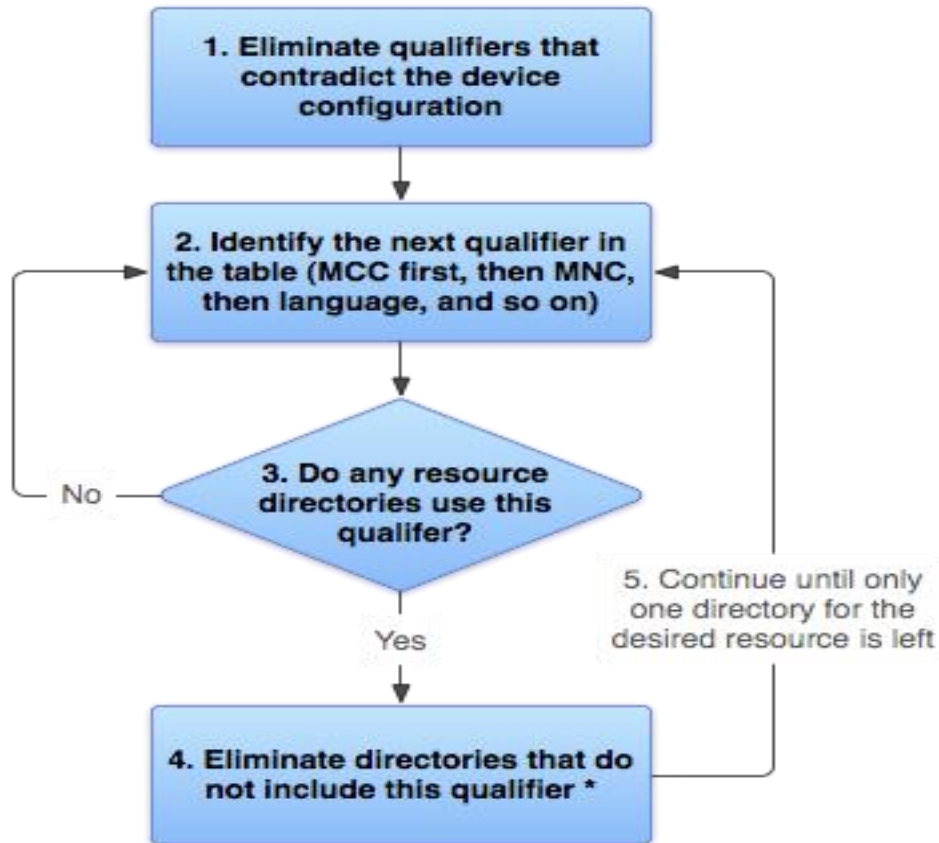 1. Eliminate qualifiers that
contradict the device
configuration
2. Identify the next qualifier in
the table (MCC first, then MNC,
then language, and so on)
3. Do any resource
directories use this
qualifer?
No
5. Continue until only
one directory for the
desired resource is left
Yes
4. Eliminate directories that do
not include this qualifier *